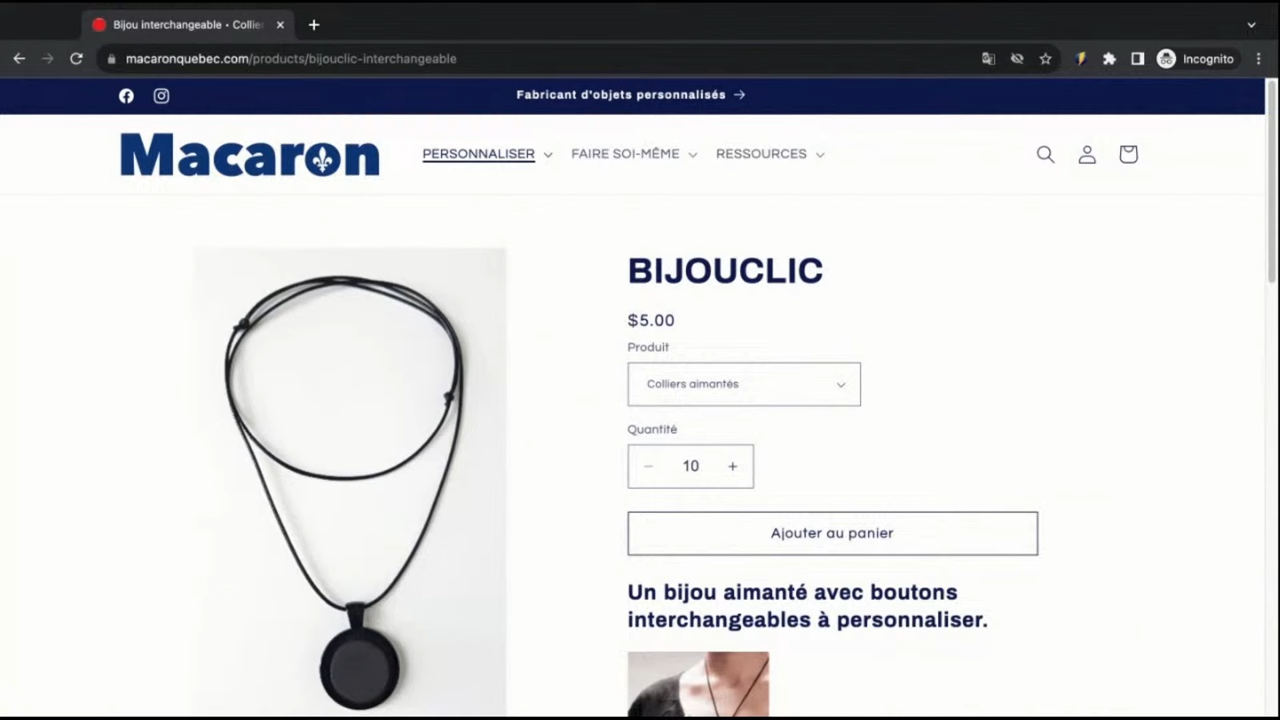 Bijou interchangeable • Collie
macaronquebec.com/products/bijouclic-interchangeable
Incognito
Fabricant d'objets personnalisés →
Macaron
PERSONNALISER
FAIRE SOI-MÊME
RESSOURCES
BIJOUCLIC
$5.00
Produit
Colliers aimantés
Quantité
− 10 +
Ajouter au panier
Un bijou aimanté avec boutons
interchangeables à personnaliser.